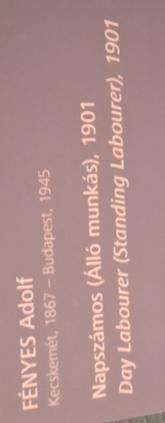 FÉNYES Adolf
Kecskemét, 1867 – Budapest, 1945
Napszámos (Álló munkás), 1901
Day Labourer (Standing Labourer), 1901